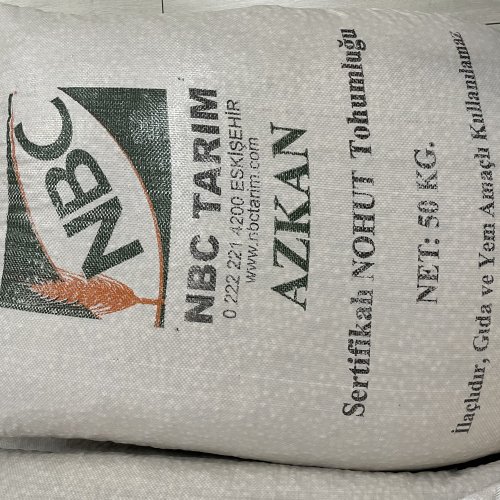 NBC
NBC TARIM
0 222 221 4200 ESKİŞEHİR
www.nbctarim.com
AZKAN
Sertifikalı NOHUT Tohumluğu
NET: 50 KG.
İlaçlıdır, Gıda ve Yem Amaçlı Kullanılamaz